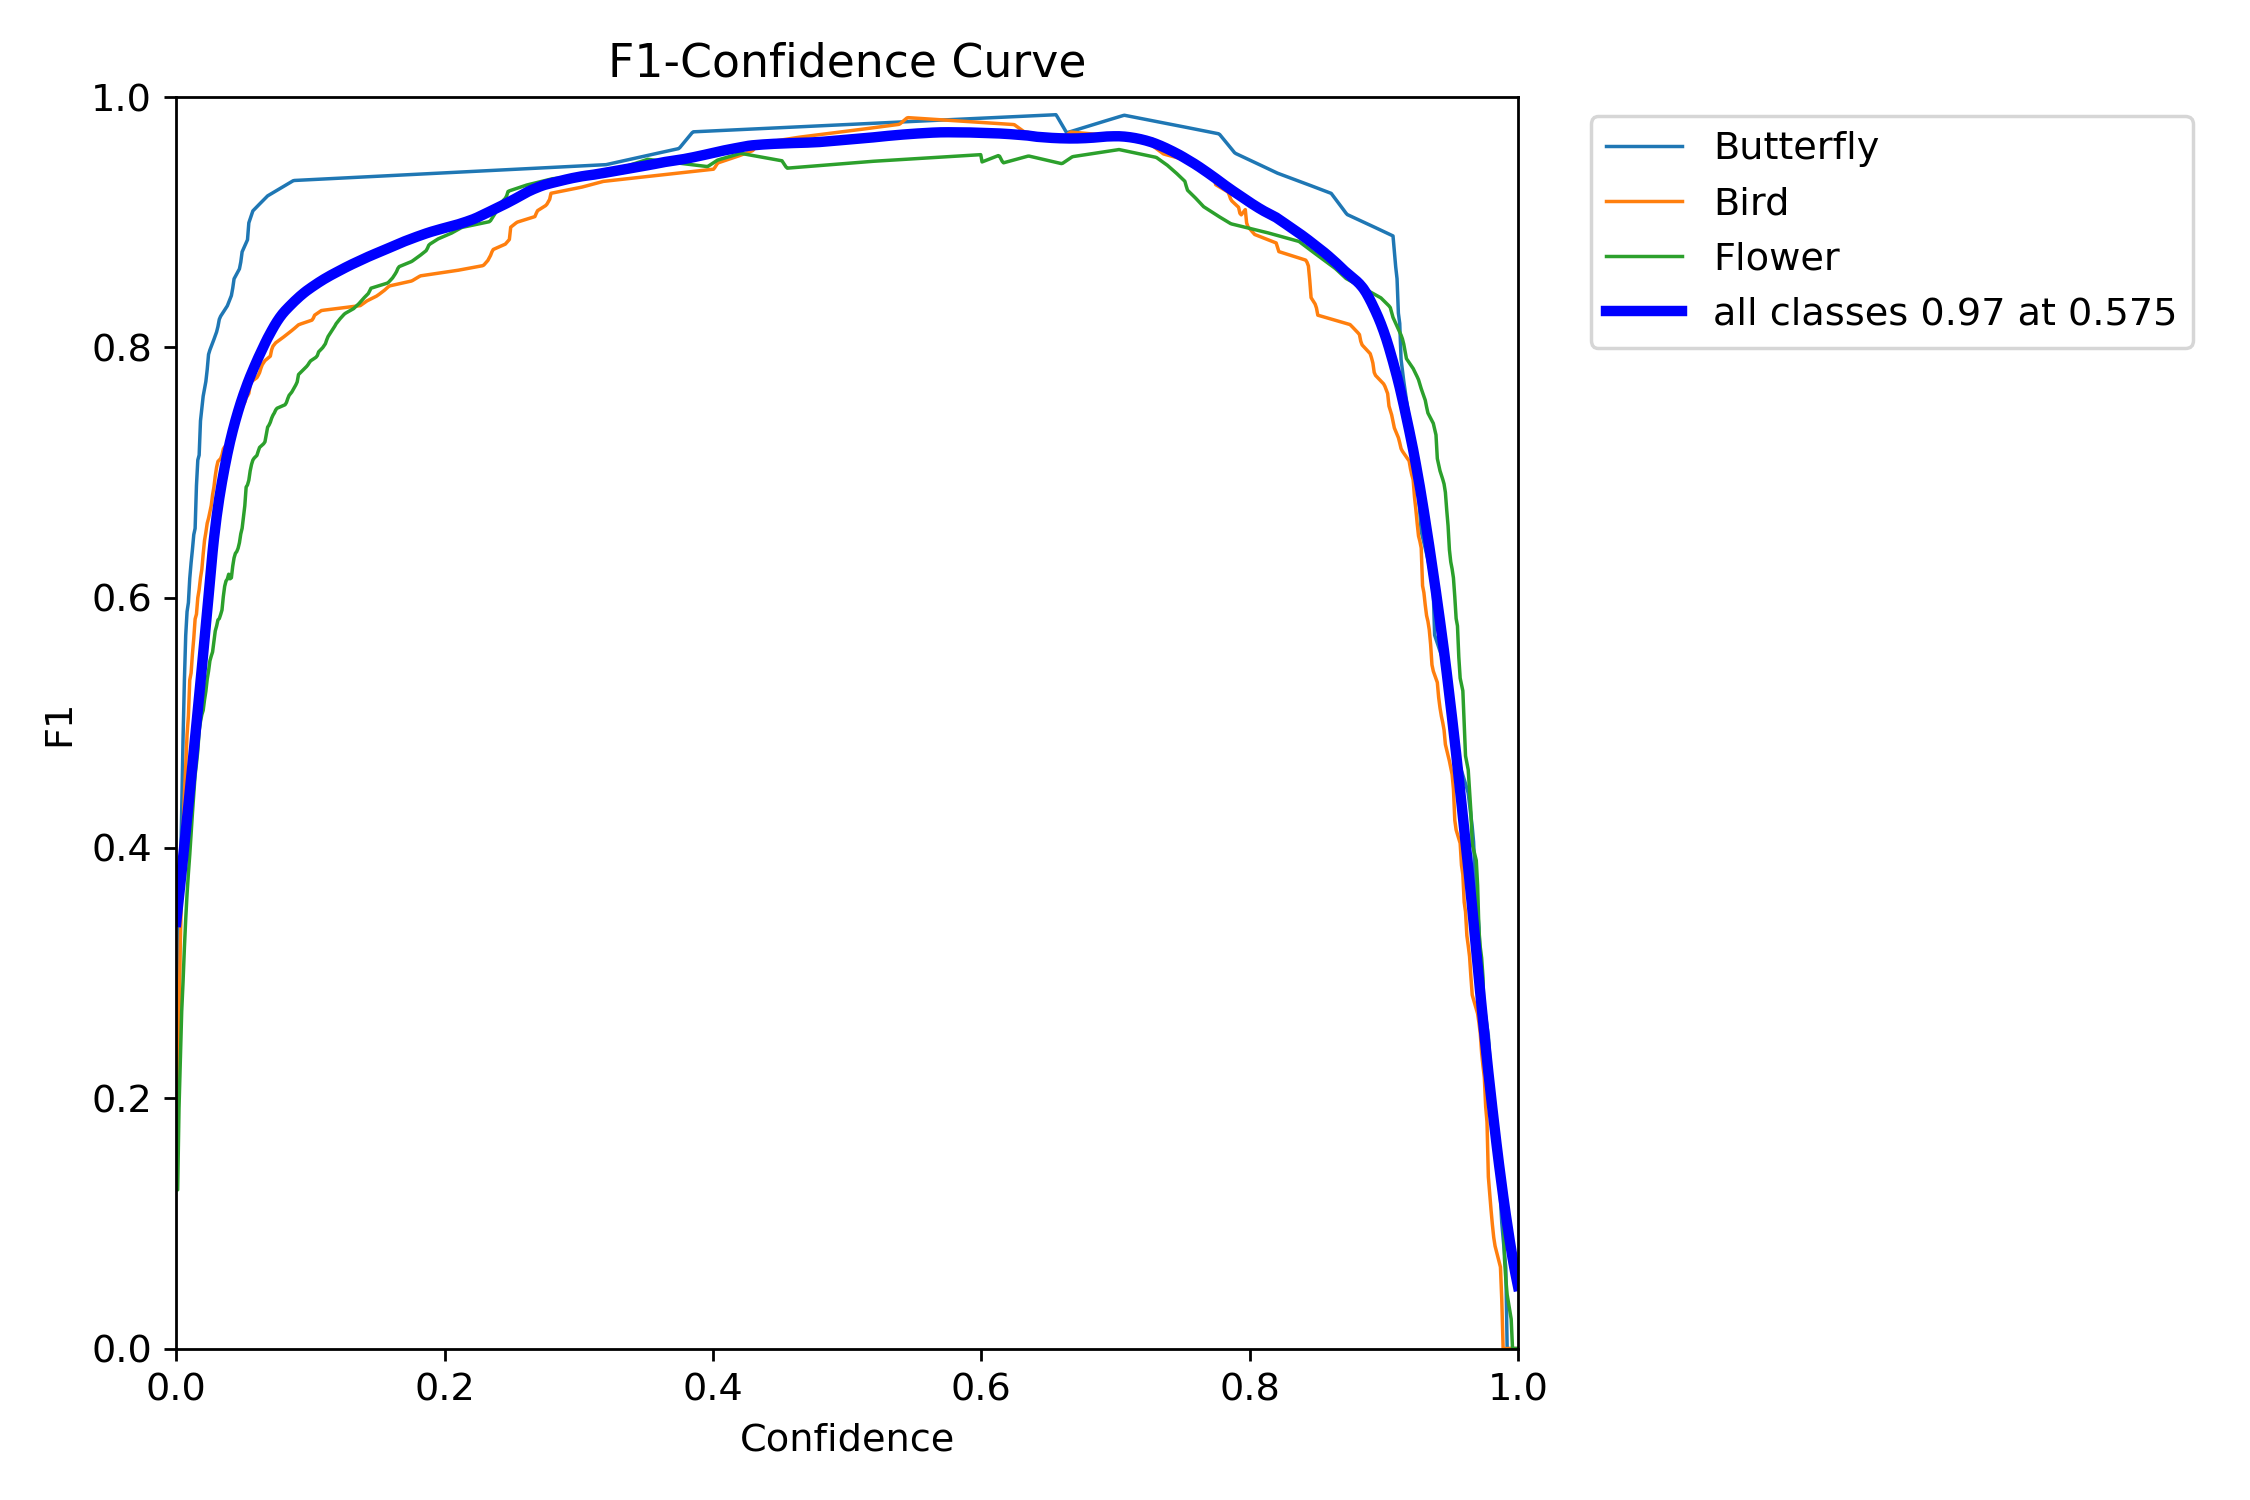 F1-Confidence Curve
1.0
0.8
0.6
0.4
0.2
0.0
F1
0.0 0.2 0.4 0.6 0.8 1.0
Confidence
Butterfly
Bird
Flower
all classes 0.97 at 0.575